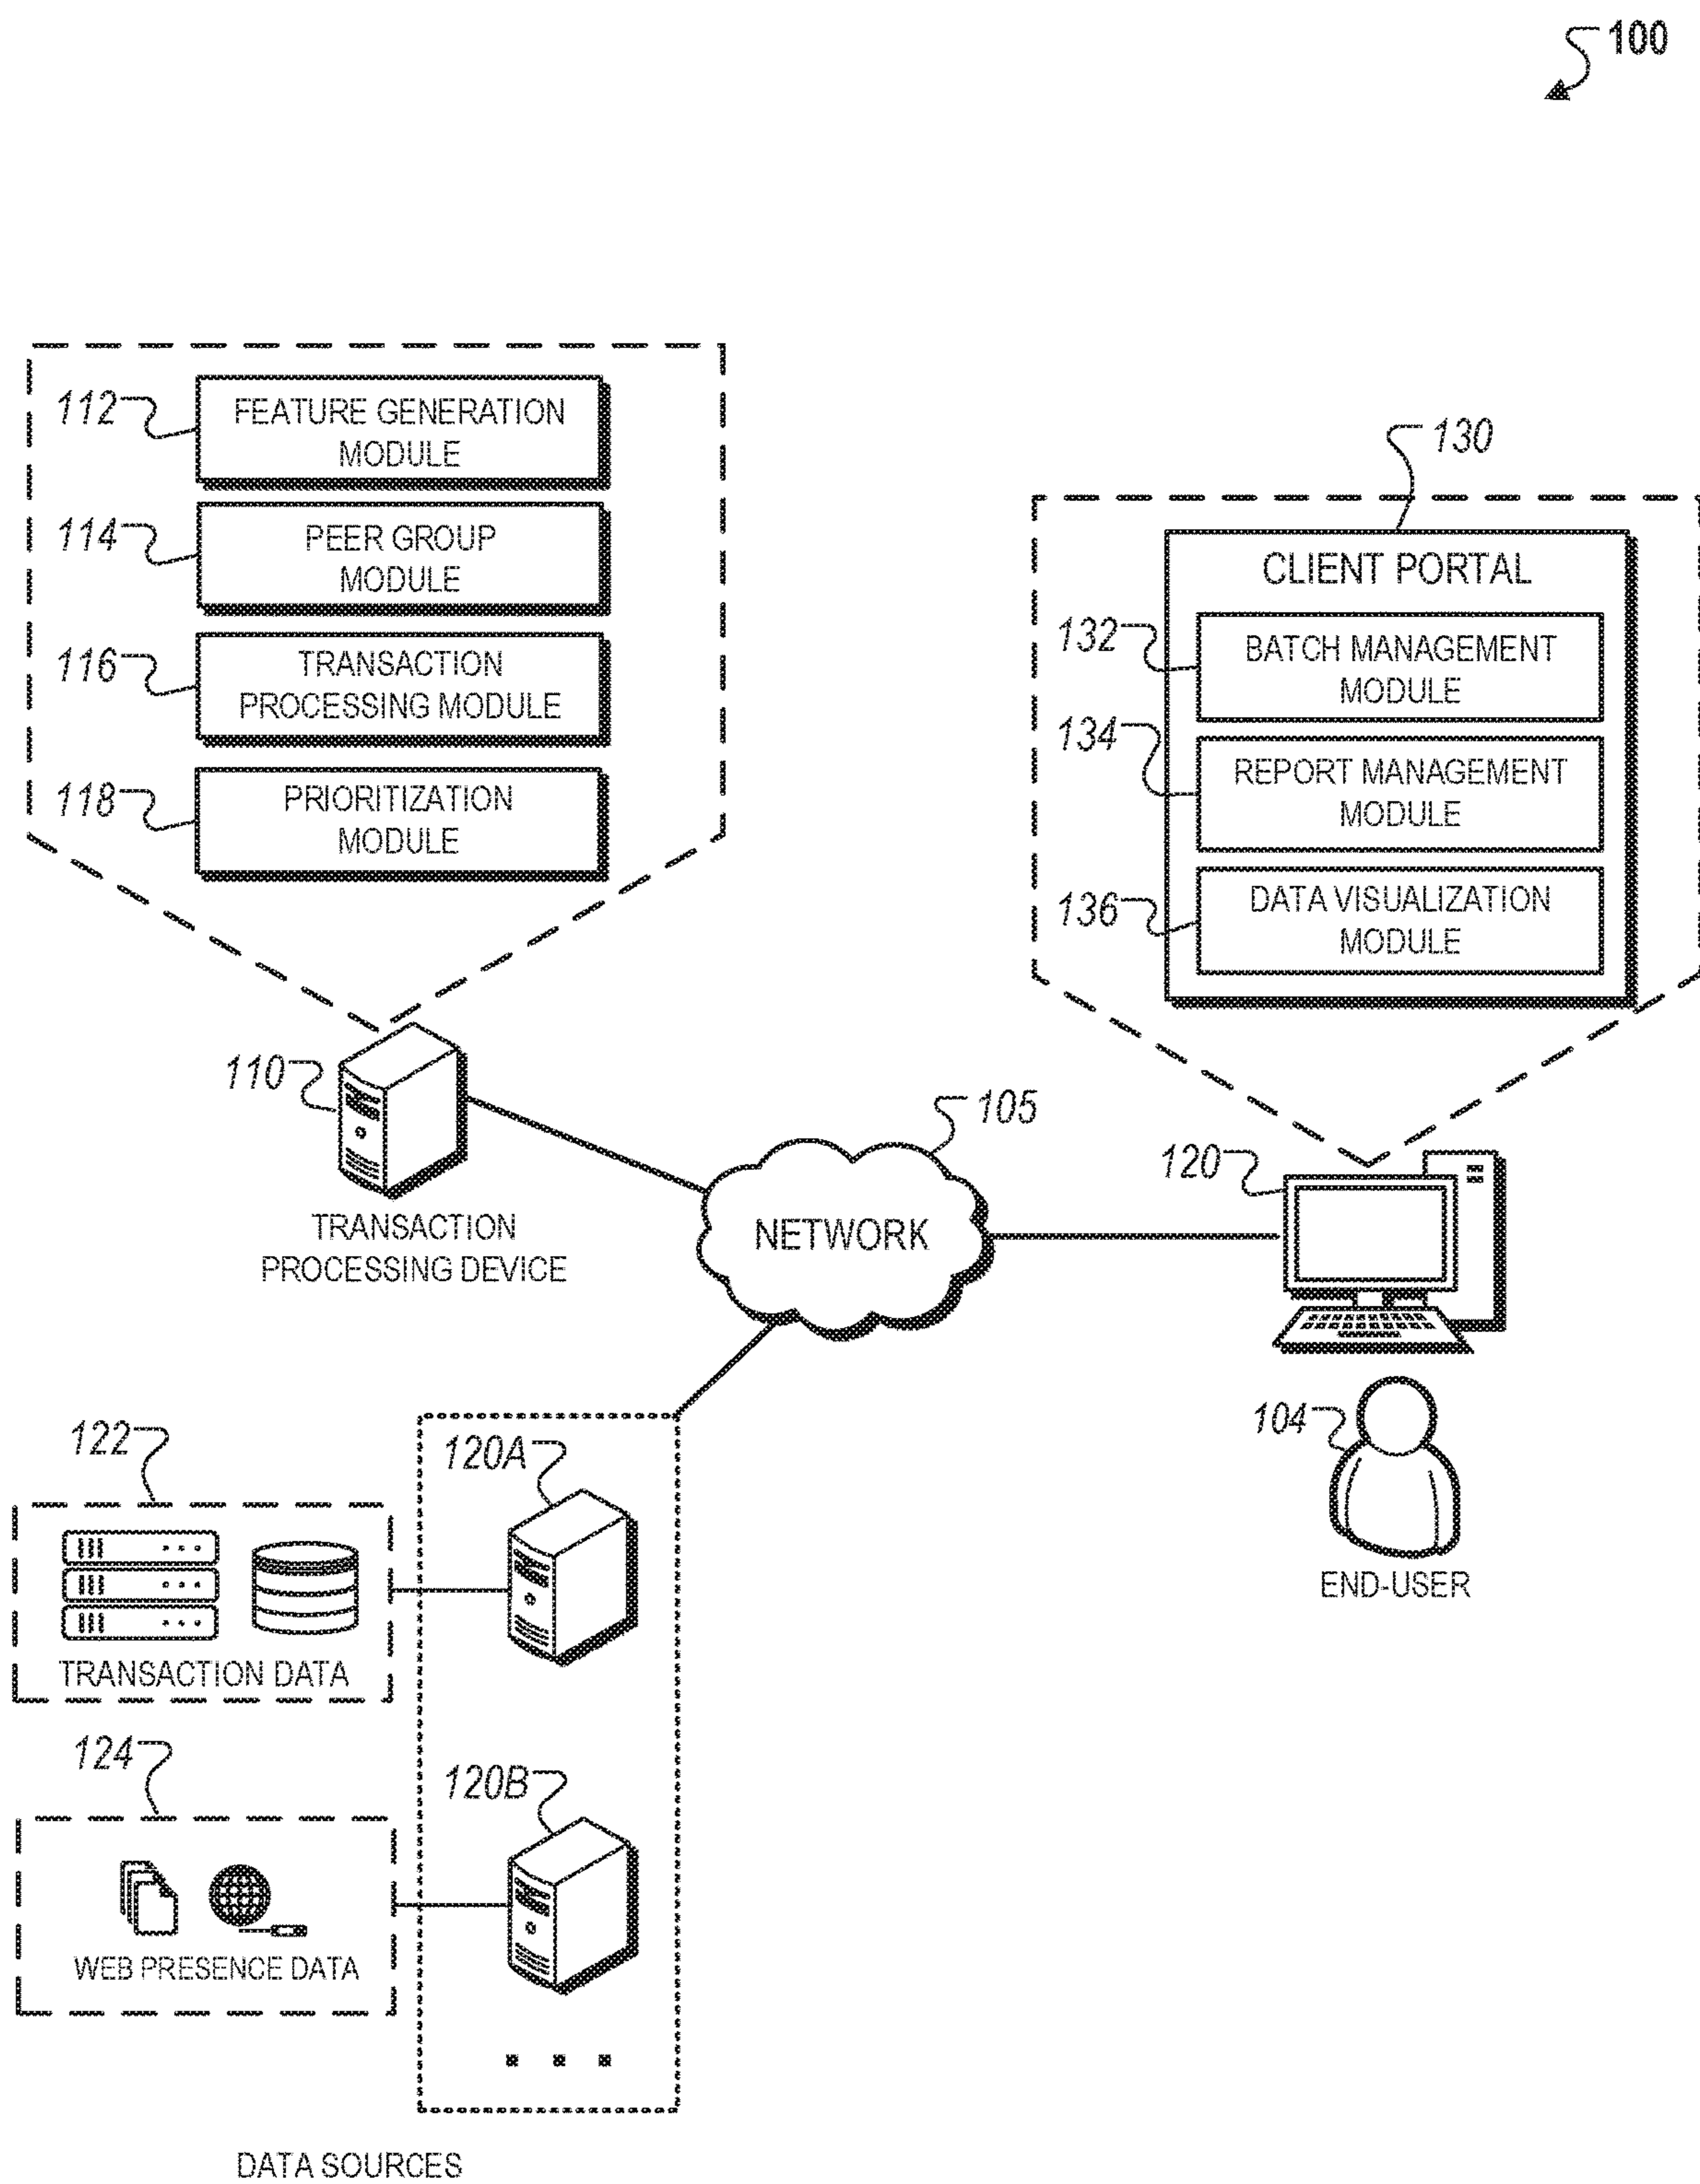 100
112
FEATURE GENERATION
MODULE
114
PEER GROUP
MODULE
116
TRANSACTION
PROCESSING MODULE
118
PRIORITIZATION
MODULE
130
CLIENT PORTAL
132
BATCH MANAGEMENT
MODULE
134
REPORT MANAGEMENT
MODULE
136
DATA VISUALIZATION
MODULE
110
TRANSACTION
PROCESSING DEVICE
105
NETWORK
120
104
END-USER
122
TRANSACTION DATA
120A
124
WEB PRESENCE DATA
120B
DATA SOURCES